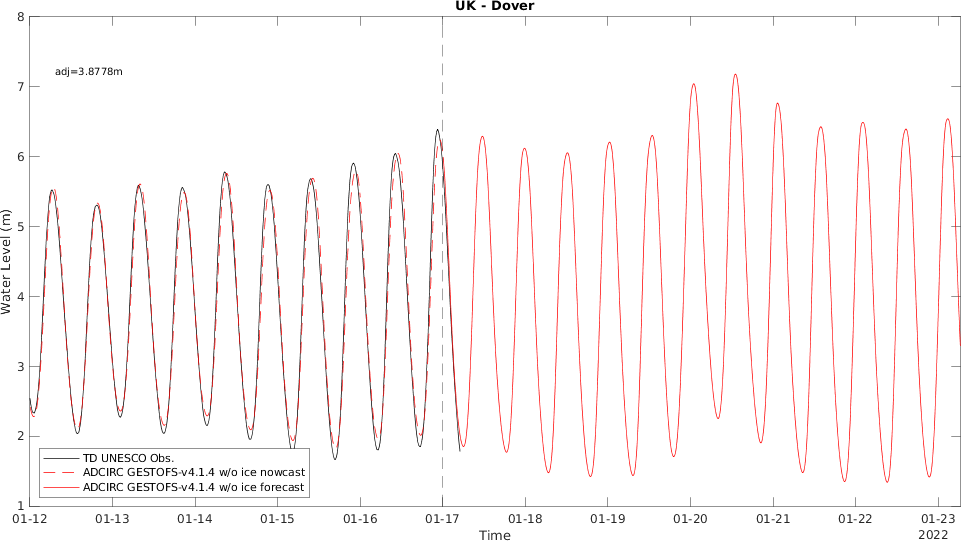 UK - Dover
adj=3.8778m
Water Level (m)
8
7
6
5
4
3
2
1
TD UNESCO Obs.
ADCIRC GESTOFS-v4.1.4 w/o ice nowcast
ADCIRC GESTOFS-v4.1.4 w/o ice forecast
01-12 01-13 01-14 01-15 01-16 01-17 01-18 01-19 01-20 01-21 01-22 01-23
Time
2022